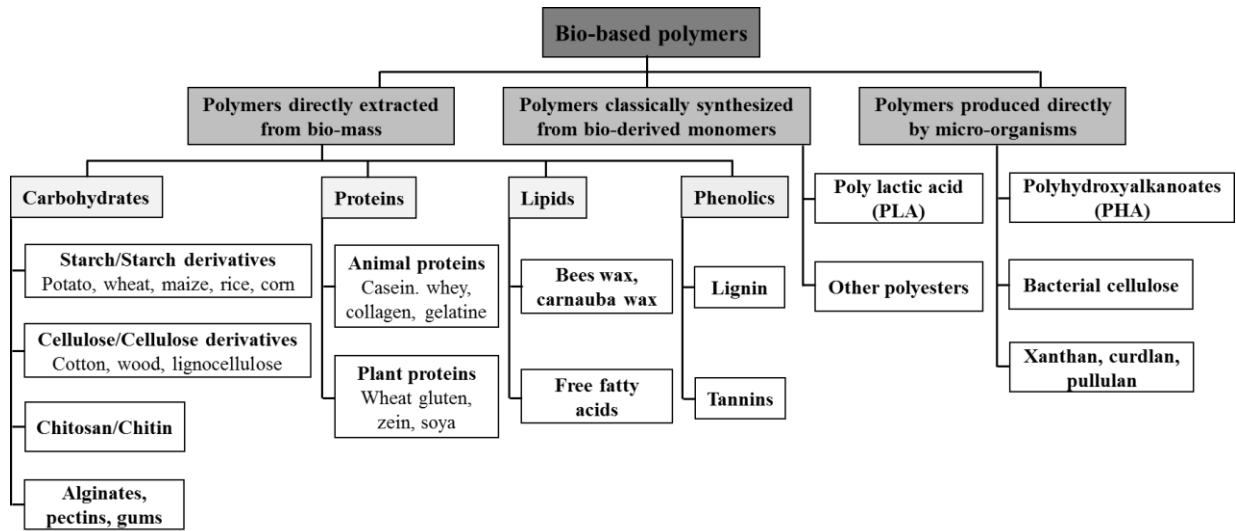 Bio-based polymers
Polymers directly extracted
from bio-mass
Polymers classically synthesized
from bio-derived monomers
Polymers produced directly
by micro-organisms
Carbohydrates
Starch/Starch derivatives
Potato, wheat, maize, rice, corn
Cellulose/Cellulose derivatives
Cotton, wood, lignocellulose
Chitosan/Chitin
Alginates,
pectins, gums
Proteins
Animal proteins
Casein. whey,
collagen, gelatine
Plant proteins
Wheat gluten,
zein, soya
Lipids
Bees wax,
carnauba wax
Free fatty
acids
Phenolics
Lignin
Tannins
Poly lactic acid
(PLA)
Other polyesters
Polyhydroxyalkanoates
(PHA)
Bacterial cellulose
Xanthan, curdlan,
pullulan